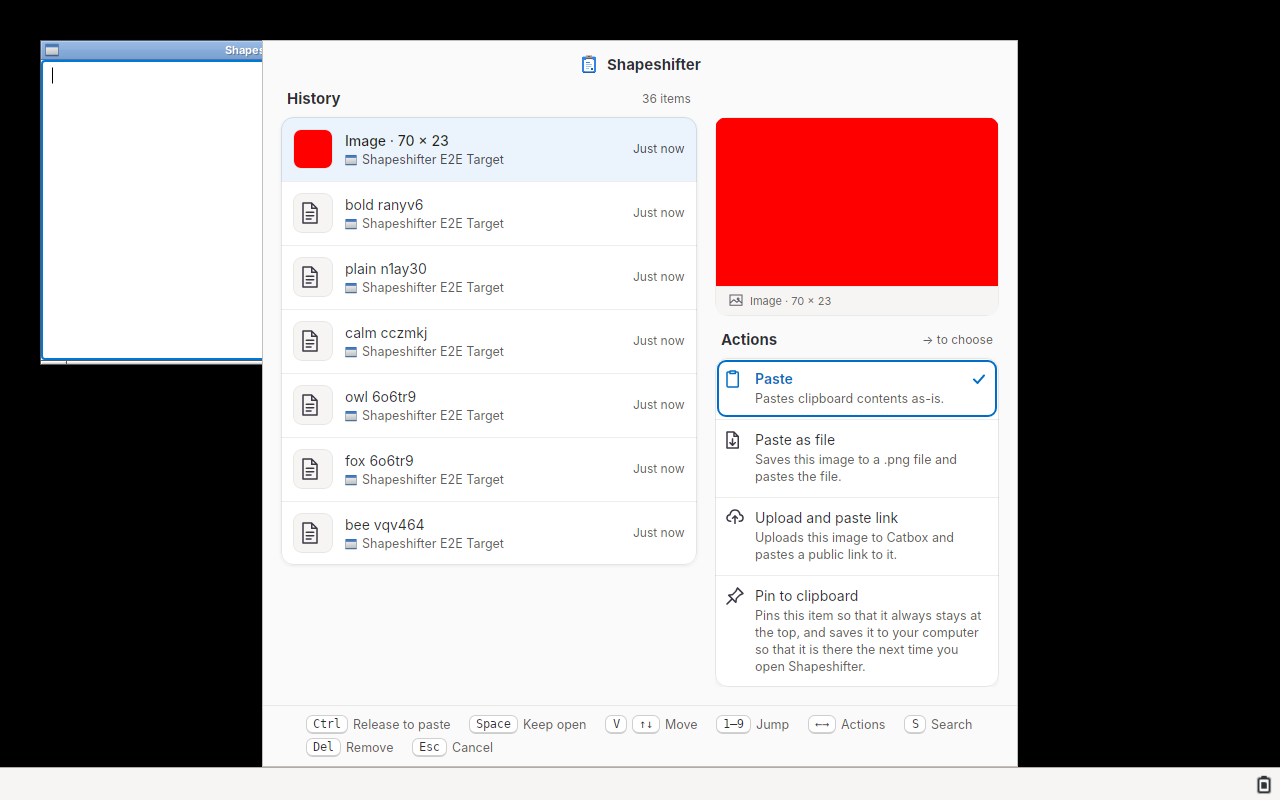 Shapes
Shapeshifter
History
36 items
Image · 70 × 23
Shapeshifter E2E Target
Just now
bold ranyv6
Shapeshifter E2E Target
Just now
plain n1ay30
Shapeshifter E2E Target
Just now
calm cczmkj
Shapeshifter E2E Target
Just now
owl 6o6tr9
Shapeshifter E2E Target
Just now
fox 6o6tr9
Shapeshifter E2E Target
Just now
bee vqv464
Shapeshifter E2E Target
Just now
Image · 70 × 23
Actions
→ to choose
Paste
Pastes clipboard contents as-is.
Paste as file
Saves this image to a .png file and
pastes the file.
Upload and paste link
Uploads this image to Catbox and
pastes a public link to it.
Pin to clipboard
Pins this item so that it always stays at
the top, and saves it to your computer
so that it is there the next time you
open Shapeshifter.
Ctrl Release to paste Space Keep open V ↑↓ Move 1–9 Jump ←→ Actions S Search
Del Remove Esc Cancel